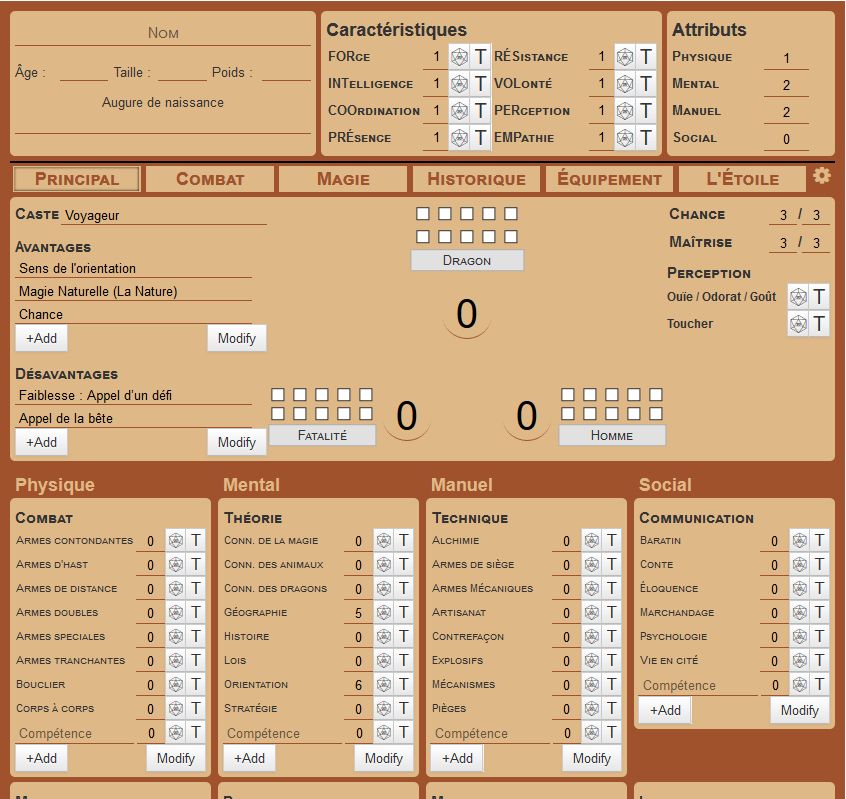 Nom
Âge : Taille : Poids :
Augure de naissance
Caractéristiques
FORce 1 T RÉSistance 1 T
INTelligence 1 T VOLonté 1 T
COOrdination 1 T PERception 1 T
PRÉsence 1 T EMPathie 1 T
Attributs
Physique 1
Mental 2
Manuel 2
Social 0
Principal Combat Magie Historique Équipement L'Étoile
Caste Voyageur
Avantages
Sens de l'orientation
Magie Naturelle (La Nature)
Chance
+Add Modify
Désavantages
Faiblesse : Appel d'un défi
Appel de la bête
+Add Modify
Dragon
0
Fatalité
0
0
Homme
Chance 3 / 3
Maîtrise 3 / 3
Perception
Ouïe / Odorat / Goût T
Toucher T
Physique
Combat
Armes contondantes 0 T
Armes d'hast 0 T
Armes de distance 0 T
Armes doubles 0 T
Armes speciales 0 T
Armes tranchantes 0 T
Bouclier 0 T
Corps à corps 0 T
Compétence 0 T
+Add Modify
Mental
Théorie
Conn. de la magie 0 T
Conn. des animaux 0 T
Conn. des dragons 0 T
Géographie 5 T
Histoire 0 T
Lois 0 T
Orientation 6 T
Stratégie 0 T
Compétence 0 T
+Add Modify
Manuel
Technique
Alchimie 0 T
Armes de siège 0 T
Armes Mécaniques 0 T
Artisanat 0 T
Contrefaçon 0 T
Explosifs 0 T
Mécanismes 0 T
Pièges 0 T
Compétence 0 T
+Add Modify
Social
Communication
Baratin 0 T
Conte 0 T
Éloquence 0 T
Marchandage 0 T
Psychologie 0 T
Vie en cité 0 T
Compétence 0 T
+Add Modify